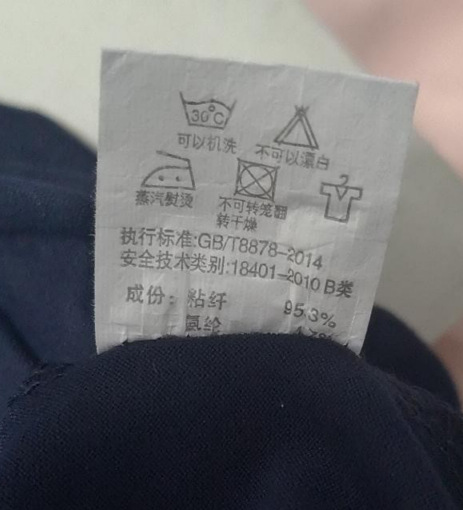 30℃
可以机洗
不可以漂白
蒸汽熨烫
不可转笼翻
转干燥
执行标准:GB/T8878-2014
安全技术类别:18401-2010 B类
成份: 粘纤 95.3%
氨纶